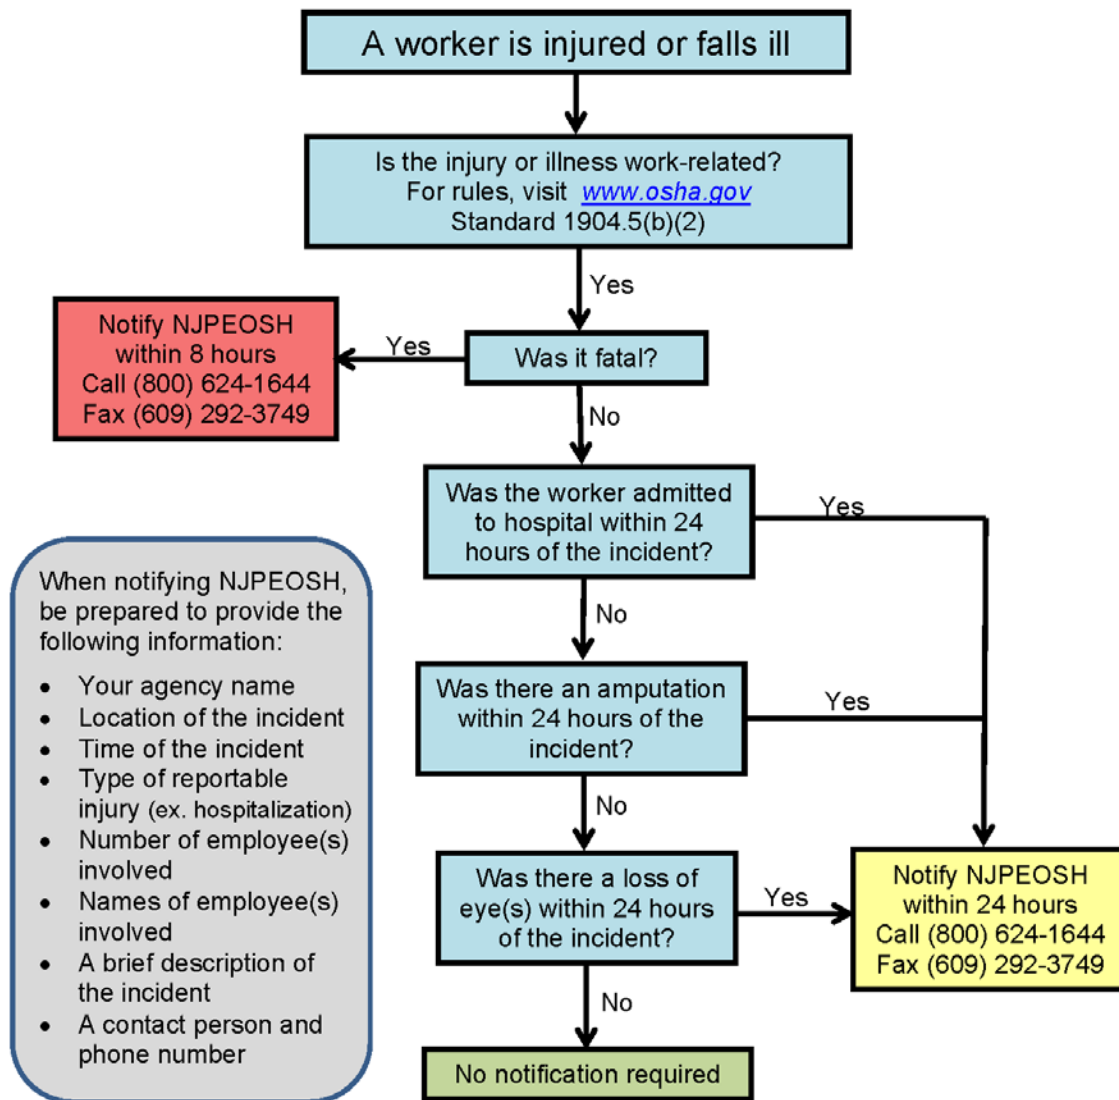 A worker is injured or falls ill
Is the injury or illness work-related?
For rules, visit www.osha.gov
Standard 1904.5(b)(2)
Yes
Was it fatal?
Yes
Notify NJPEOSH
within 8 hours
Call (800) 624-1644
Fax (609) 292-3749
No
Was the worker admitted
to hospital within 24
hours of the incident?
Yes
No
Was there an amputation
within 24 hours of the
incident?
Yes
No
Was there a loss of
eye(s) within 24 hours
of the incident?
Yes
Notify NJPEOSH
within 24 hours
Call (800) 624-1644
Fax (609) 292-3749
No
No notification required
When notifying NJPEOSH,
be prepared to provide the
following information:
• Your agency name
• Location of the incident
• Time of the incident
• Type of reportable
injury (ex. hospitalization)
• Number of employee(s)
involved
• Names of employee(s)
involved
• A brief description of
the incident
• A contact person and
phone number